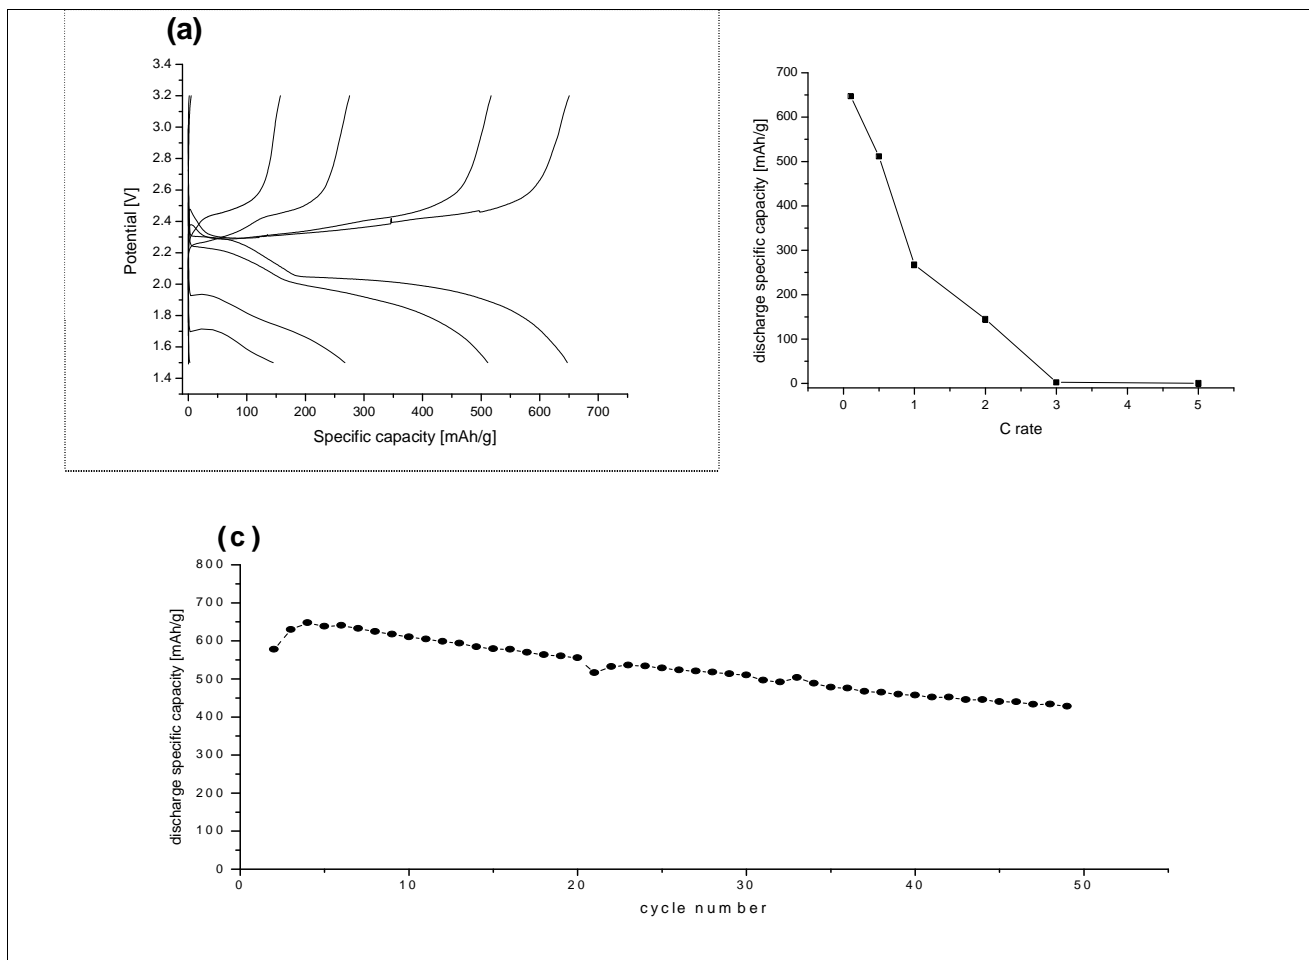 (a)
3.4
3.2
3.0
2.8
2.6
2.4
2.2
2.0
1.8
1.6
1.4
Potential [V]
0 100 200 300 400 500 600 700
Specific capacity [mAh/g]
700
600
500
400
300
200
100
0
discharge specific capacity [mAh/g]
0 1 2 3 4 5
C rate
(c)
800
700
600
500
400
300
200
100
0
discharge specific capacity [mAh/g]
0 10 20 30 40 50
cycle number